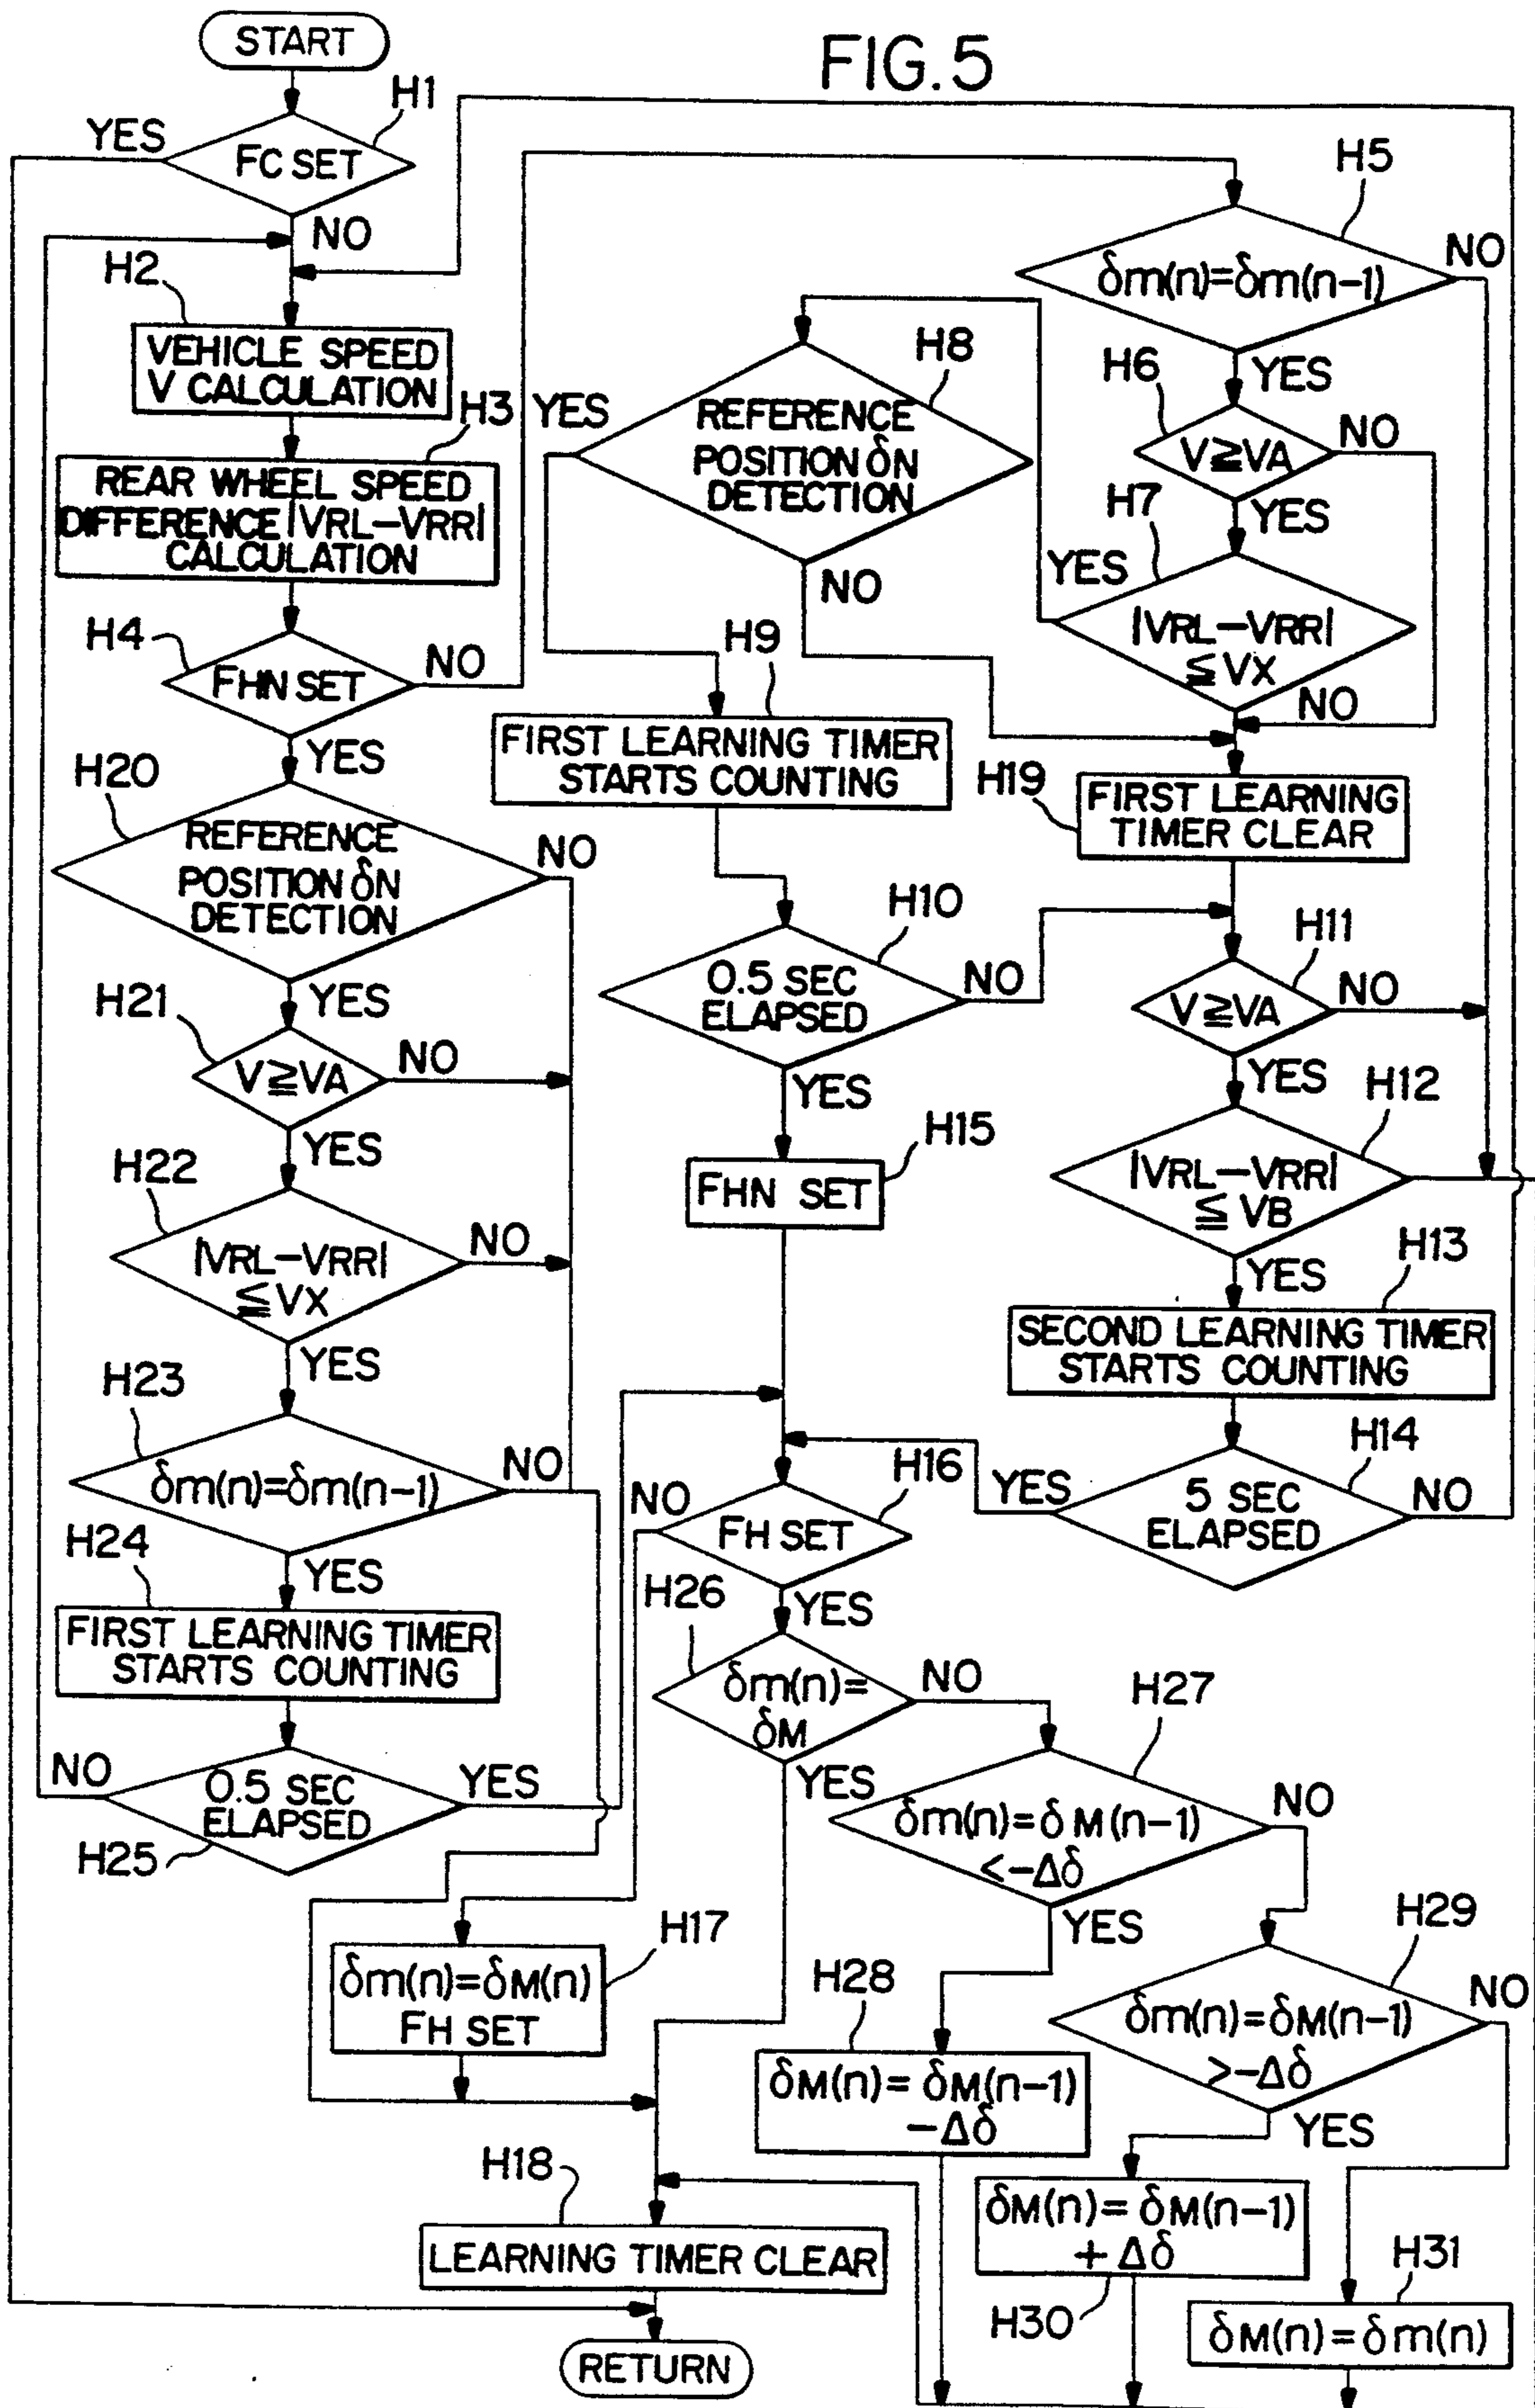 FIG.5
START
H1
YES
FC SET
NO
H2
VEHICLE SPEED
V CALCULATION
H3
REAR WHEEL SPEED
DIFFERENCE |VRL-VRR|
CALCULATION
H4
FHN SET
NO
YES
H20
REFERENCE
POSITION δN
DETECTION
NO
YES
H21
V≧VA
NO
YES
H22
|VRL-VRR|
≦VX
NO
YES
H23
δm(n)=δm(n-1)
NO
YES
H24
FIRST LEARNING TIMER
STARTS COUNTING
NO
0.5 SEC
ELAPSED
YES
H25
H5
δm(n)=δm(n-1)
NO
YES
H6
V≧VA
NO
YES
H7
YES
|VRL-VRR|
≦VX
NO
H8
YES
REFERENCE
POSITION δN
DETECTION
NO
H9
FIRST LEARNING TIMER
STARTS COUNTING
H19
FIRST LEARNING
TIMER CLEAR
H10
0.5 SEC
ELAPSED
NO
YES
H11
V≧VA
NO
YES
H12
|VRL-VRR|
≦VB
YES
H13
SECOND LEARNING TIMER
STARTS COUNTING
H14
YES
5 SEC
ELAPSED
NO
H15
FHN SET
H16
NO
FH SET
YES
H26
δm(n)=
δM
NO
YES
H27
δm(n)=δM(n-1)
<-Δδ
NO
YES
H17
δm(n)=δM(n)
FH SET
H28
δM(n)=δM(n-1)
-Δδ
H29
δm(n)=δM(n-1)
>-Δδ
NO
YES
H18
LEARNING TIMER CLEAR
δM(n)=δM(n-1)
+Δδ
H30
H31
δM(n)=δm(n)
RETURN